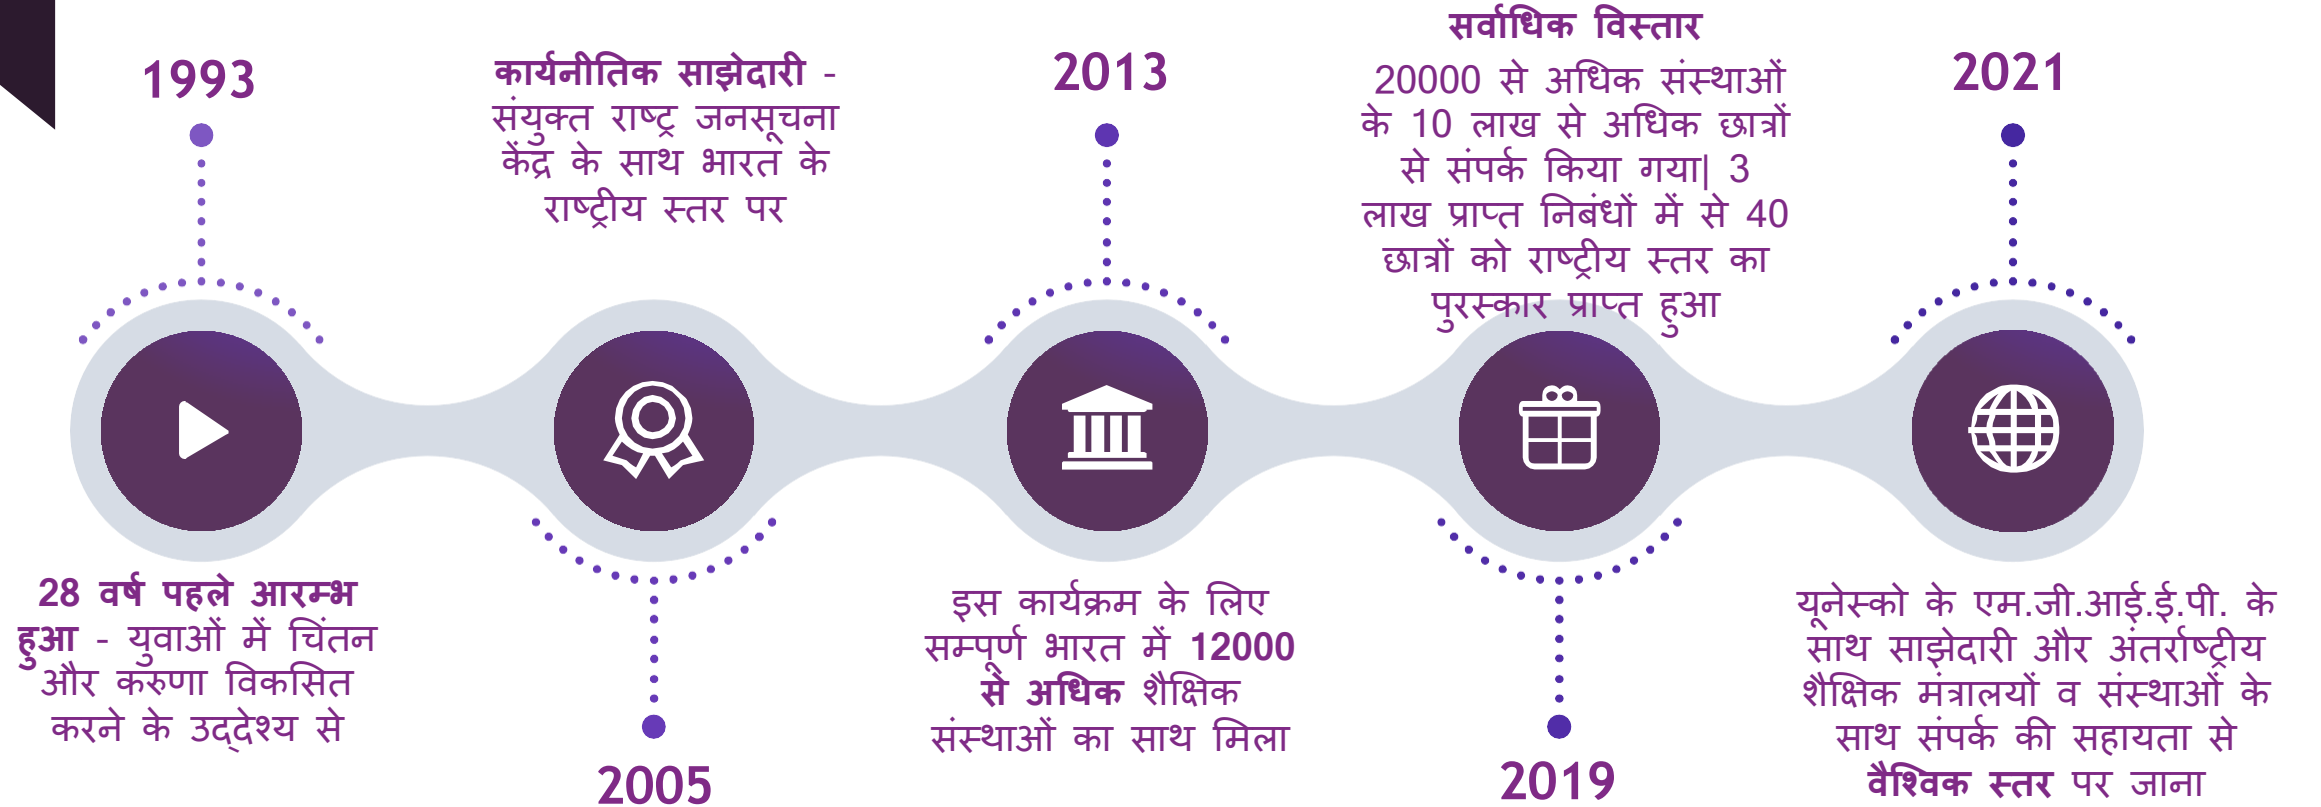 1993
28 वर्ष पहले आरम्भ
हुआ - युवाओं में चिंतन
और करुणा विकसित
करने के उद्देश्य से
कार्यनीतिक साझेदारी -
संयुक्त राष्ट्र जनसूचना
केंद्र के साथ भारत के
राष्ट्रीय स्तर पर
2005
2013
इस कार्यक्रम के लिए
सम्पूर्ण भारत में 12000
से अधिक शैक्षिक
संस्थाओं का साथ मिला
सर्वाधिक विस्तार
20000 से अधिक संस्थाओं
के 10 लाख से अधिक छात्रों
से संपर्क किया गया| 3
लाख प्राप्त निबंधों में से 40
छात्रों को राष्ट्रीय स्तर का
पुरस्कार प्राप्त हुआ
2019
2021
यूनेस्को के एम.जी.आई.ई.पी. के
साथ साझेदारी और अंतर्राष्ट्रीय
शैक्षिक मंत्रालयों व संस्थाओं के
साथ संपर्क की सहायता से
वैश्विक स्तर पर जाना